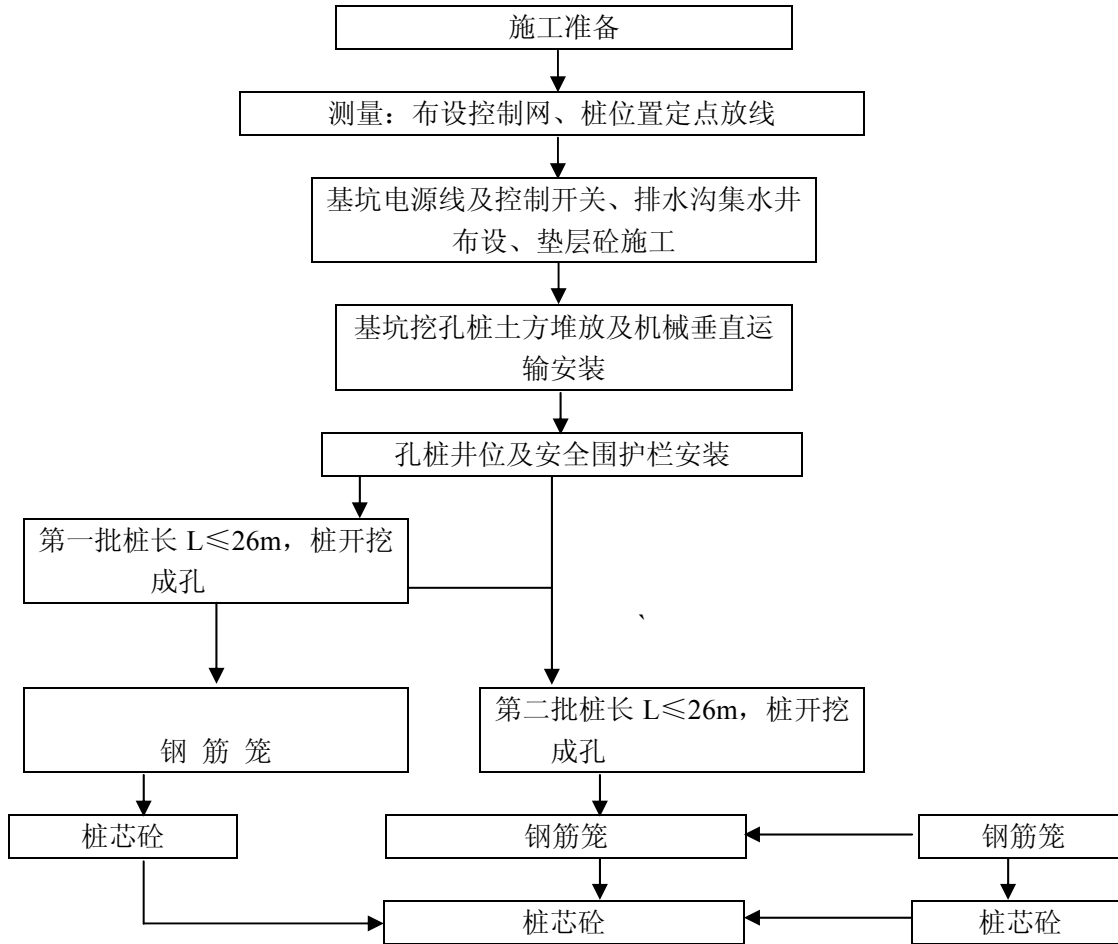 施工准备
测量：布设控制网、桩位置定点放线
基坑电源线及控制开关、排水沟集水井
布设、垫层砼施工
基坑挖孔桩土方堆放及机械垂直运
输安装
孔桩井位及安全围护栏安装
第一批桩长 L≤26m，桩开挖
成孔
、
钢 筋 笼
第二批桩长 L≤26m，桩开挖
成孔
桩芯砼
钢筋笼
钢筋笼
桩芯砼
桩芯砼